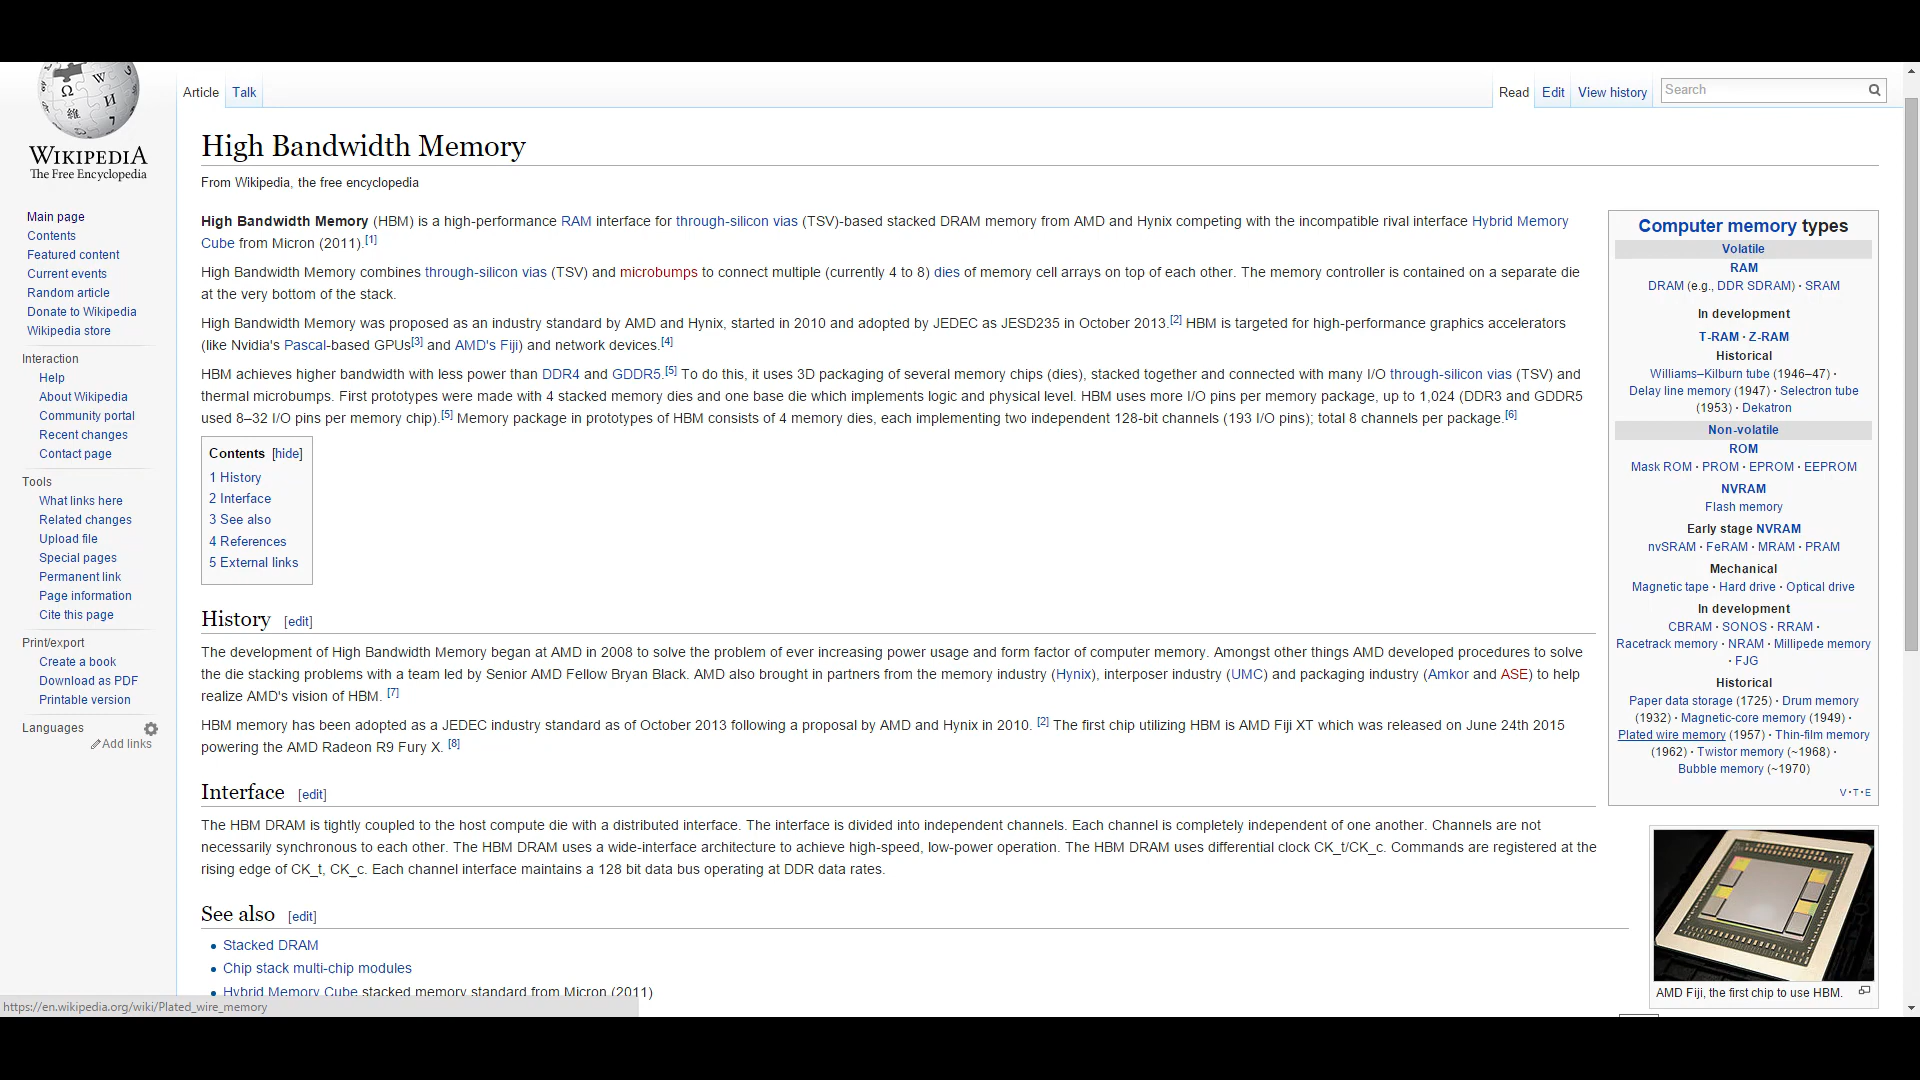 WIKIPEDIA
The Free Encyclopedia
Main page
Contents
Featured content
Current events
Random article
Donate to Wikipedia
Wikipedia store
Interaction
Help
About Wikipedia
Community portal
Recent changes
Contact page
Tools
What links here
Related changes
Upload file
Special pages
Permanent link
Page information
Cite this page
Print/export
Create a book
Download as PDF
Printable version
Languages
Add links
Article Talk
Read Edit View history Search
High Bandwidth Memory
From Wikipedia, the free encyclopedia
High Bandwidth Memory (HBM) is a high-performance RAM interface for through-silicon vias (TSV)-based stacked DRAM memory from AMD and Hynix competing with the incompatible rival interface Hybrid Memory
Cube from Micron (2011).[1]
High Bandwidth Memory combines through-silicon vias (TSV) and microbumps to connect multiple (currently 4 to 8) dies of memory cell arrays on top of each other. The memory controller is contained on a separate die
at the very bottom of the stack.
High Bandwidth Memory was proposed as an industry standard by AMD and Hynix, started in 2010 and adopted by JEDEC as JESD235 in October 2013.[2] HBM is targeted for high-performance graphics accelerators
(like Nvidia's Pascal-based GPUs[3] and AMD's Fiji) and network devices.[4]
HBM achieves higher bandwidth with less power than DDR4 and GDDR5.[5] To do this, it uses 3D packaging of several memory chips (dies), stacked together and connected with many I/O through-silicon vias (TSV) and
thermal microbumps. First prototypes were made with 4 stacked memory dies and one base die which implements logic and physical level. HBM uses more I/O pins per memory package, up to 1,024 (DDR3 and GDDR5
used 8–32 I/O pins per memory chip).[5] Memory package in prototypes of HBM consists of 4 memory dies, each implementing two independent 128-bit channels (193 I/O pins); total 8 channels per package.[6]
Contents [hide]
1 History
2 Interface
3 See also
4 References
5 External links
History [edit]
The development of High Bandwidth Memory began at AMD in 2008 to solve the problem of ever increasing power usage and form factor of computer memory. Amongst other things AMD developed procedures to solve
the die stacking problems with a team led by Senior AMD Fellow Bryan Black. AMD also brought in partners from the memory industry (Hynix), interposer industry (UMC) and packaging industry (Amkor and ASE) to help
realize AMD's vision of HBM. [7]
HBM memory has been adopted as a JEDEC industry standard as of October 2013 following a proposal by AMD and Hynix in 2010. [2] The first chip utilizing HBM is AMD Fiji XT which was released on June 24th 2015
powering the AMD Radeon R9 Fury X. [8]
Interface [edit]
The HBM DRAM is tightly coupled to the host compute die with a distributed interface. The interface is divided into independent channels. Each channel is completely independent of one another. Channels are not
necessarily synchronous to each other. The HBM DRAM uses a wide-interface architecture to achieve high-speed, low-power operation. The HBM DRAM uses differential clock CK_t/CK_c. Commands are registered at the
rising edge of CK_t, CK_c. Each channel interface maintains a 128 bit data bus operating at DDR data rates.
See also [edit]
• Stacked DRAM
• Chip stack multi-chip modules
• Hybrid Memory Cube stacked memory standard from Micron (2011)
Computer memory types
Volatile
RAM
DRAM (e.g., DDR SDRAM) · SRAM
In development
T-RAM · Z-RAM
Historical
Williams–Kilburn tube (1946–47) ·
Delay line memory (1947) · Selectron tube
(1953) · Dekatron
Non-volatile
ROM
Mask ROM · PROM · EPROM · EEPROM
NVRAM
Flash memory
Early stage NVRAM
nvSRAM · FeRAM · MRAM · PRAM
Mechanical
Magnetic tape · Hard drive · Optical drive
In development
CBRAM · SONOS · RRAM ·
Racetrack memory · NRAM · Millipede memory
· FJG
Historical
Paper data storage (1725) · Drum memory
(1932) · Magnetic-core memory (1949) ·
Plated wire memory (1957) · Thin-film memory
(1962) · Twistor memory (~1968) ·
Bubble memory (~1970)
V·T·E
AMD Fiji, the first chip to use HBM.
https://en.wikipedia.org/wiki/Plated_wire_memory